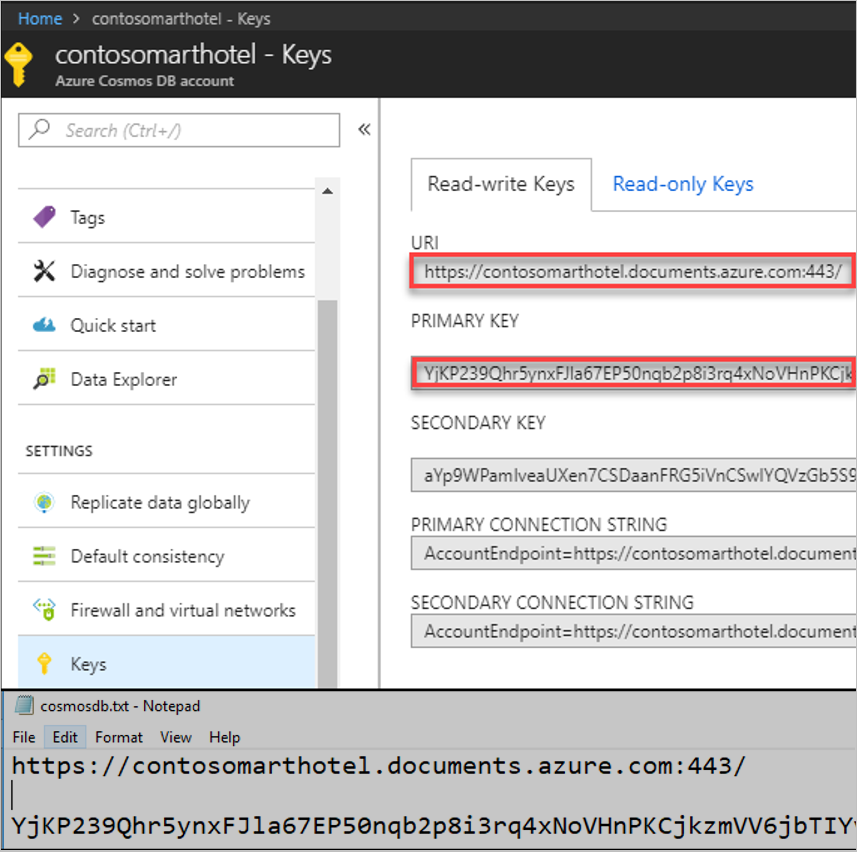 Home > contosomarthotel - Keys
contosomarthotel - Keys
Azure Cosmos DB account
Search (Ctrl+/)
«
Tags
Diagnose and solve problems
Quick start
Data Explorer
SETTINGS
Replicate data globally
Default consistency
Firewall and virtual networks
Keys
Read-write Keys Read-only Keys
URI
https://contosomarthotel.documents.azure.com:443/
PRIMARY KEY
YjKP239Qhr5ynxFJla67EP50nqb2p8i3rq4xNoVHnPKCjk
SECONDARY KEY
aYp9WPamIveaUXen7CSDaanFRG5iVnCSwlYQVzGb5S9
PRIMARY CONNECTION STRING
AccountEndpoint=https://contosomarthotel.document
SECONDARY CONNECTION STRING
AccountEndpoint=https://contosomarthotel.document
cosmosdb.txt - Notepad
File Edit Format View Help
https://contosomarthotel.documents.azure.com:443/
YjKP239Qhr5ynxFJla67EP50nqb2p8i3rq4xNoVHnPKCjkzmVV6jbTIYv